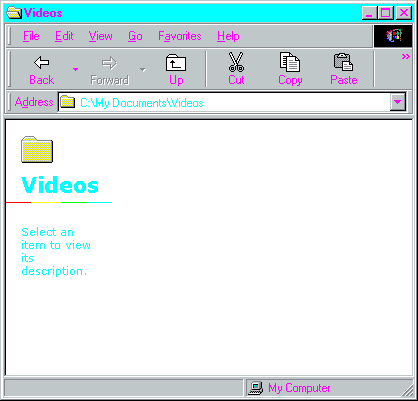 Videos
File Edit View Go Favorites Help
Back Forward Up Cut Copy Paste »
Address C:\My Documents\Videos
Videos
Select an
item to view
its
description.
My Computer